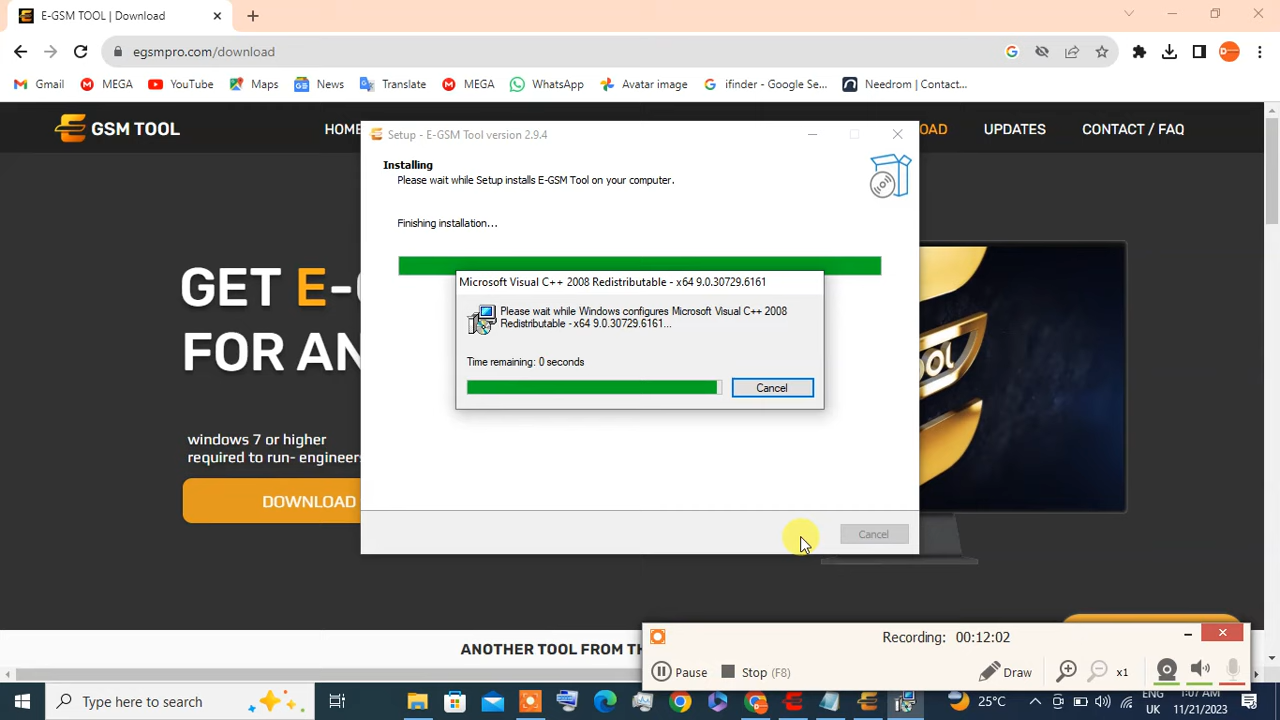 E-GSM TOOL | Download
egsmpro.com/download
Gmail
MEGA
YouTube
Maps
News
Translate
MEGA
WhatsApp
Avatar image
ifinder - Google Se...
Needrom | Contact...
GSM TOOL
HOME
OAD
UPDATES
CONTACT / FAQ
Setup - E-GSM Tool version 2.9.4
Installing
Please wait while Setup installs E-GSM Tool on your computer.
Finishing installation...
Microsoft Visual C++ 2008 Redistributable - x64 9.0.30729.6161
Please wait while Windows configures Microsoft Visual C++ 2008
Redistributable - x64 9.0.30729.6161...
Time remaining: 0 seconds
Cancel
Cancel
GET E-
FOR AN
windows 7 or higher
required to run- engineers
DOWNLOAD
OOL
ANOTHER TOOL FROM TH
Recording: 00:12:02
Pause
Stop (F8)
Draw
x1
Type here to search
25°C
ENG
UK
1:07 AM
11/21/2023